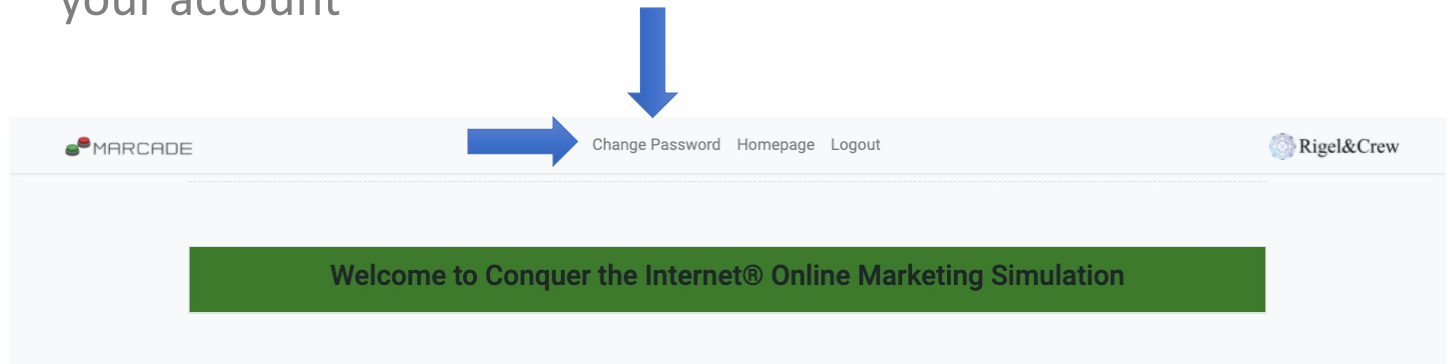 your account
MARCADE
Change Password Homepage Logout
Rigel&Crew
Welcome to Conquer the Internet® Online Marketing Simulation